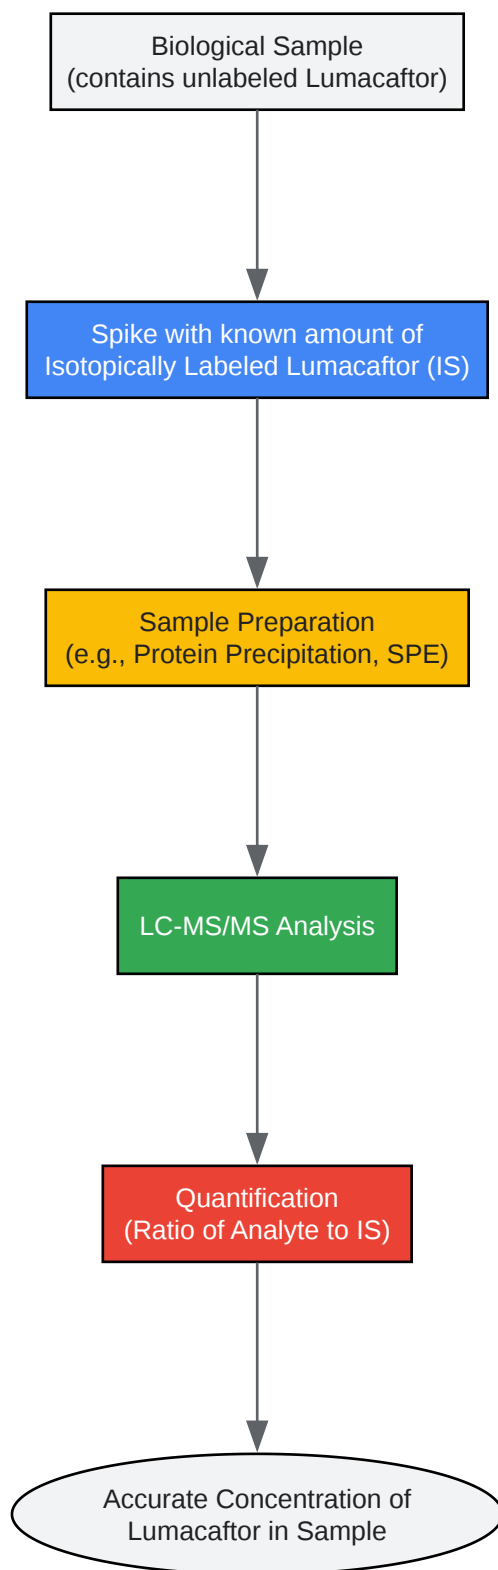 Biological Sample
(contains unlabeled Lumacaftor)
Spike with known amount of
Isotopically Labeled Lumacaftor (IS)
Sample Preparation
(e.g., Protein Precipitation, SPE)
LC-MS/MS Analysis
Quantification
(Ratio of Analyte to IS)
Accurate Concentration of
Lumacaftor in Sample